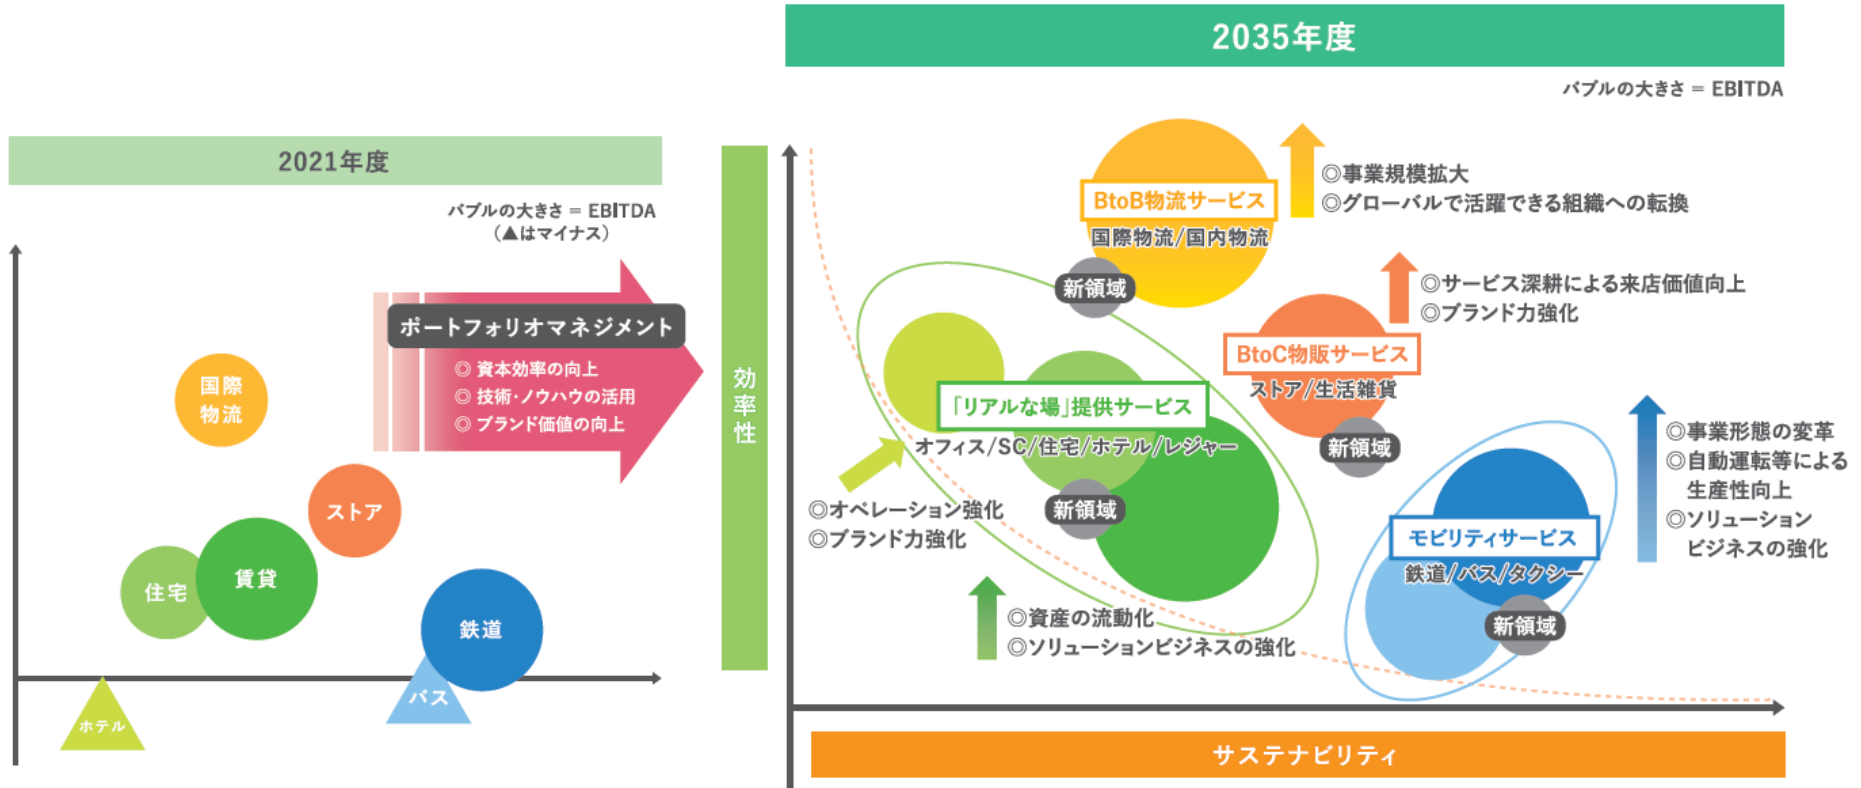 2021年度
バブルの大きさ = EBITDA
(▲はマイナス)
ポートフォリオマネジメント
◎ 資本効率の向上
◎ 技術・ノウハウの活用
◎ ブランド価値の向上
国際
物流
ストア
住宅
賃貸
鉄道
バス
ホテル
2035年度
バブルの大きさ = EBITDA
効率性
BtoB物流サービス
国際物流/国内物流
新領域
◎事業規模拡大
◎グローバルで活躍できる組織への転換
◎サービス深耕による来店価値向上
◎ブランド力強化
BtoC物販サービス
ストア/生活雑貨
新領域
「リアルな場」提供サービス
オフィス/SC/住宅/ホテル/レジャー
新領域
◎オペレーション強化
◎ブランド力強化
◎資産の流動化
◎ソリューションビジネスの強化
モビリティサービス
鉄道/バス/タクシー
新領域
◎事業形態の変革
◎自動運転等による
生産性向上
◎ソリューション
ビジネスの強化
サステナビリティ